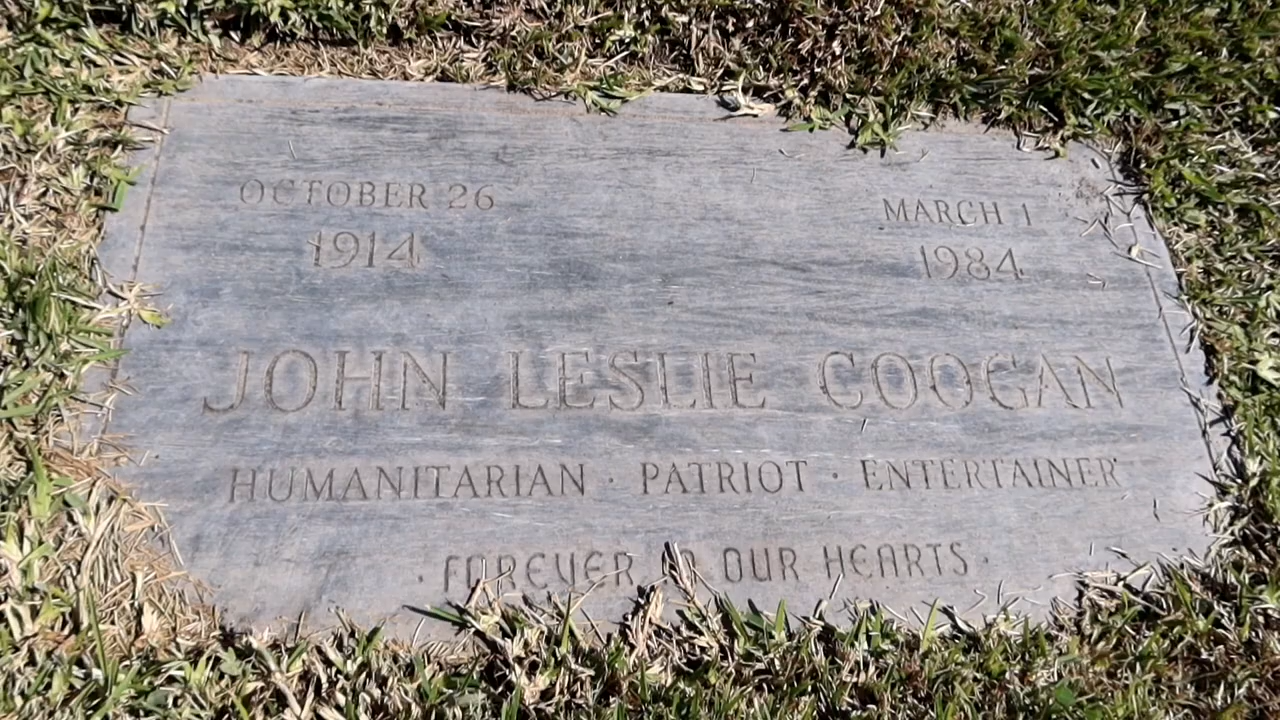 OCTOBER 26
1914
MARCH 1
1984
JOHN LESLIE COOGAN
HUMANITARIAN · PATRIOT · ENTERTAINER
· FOREVER IN OUR HEARTS ·